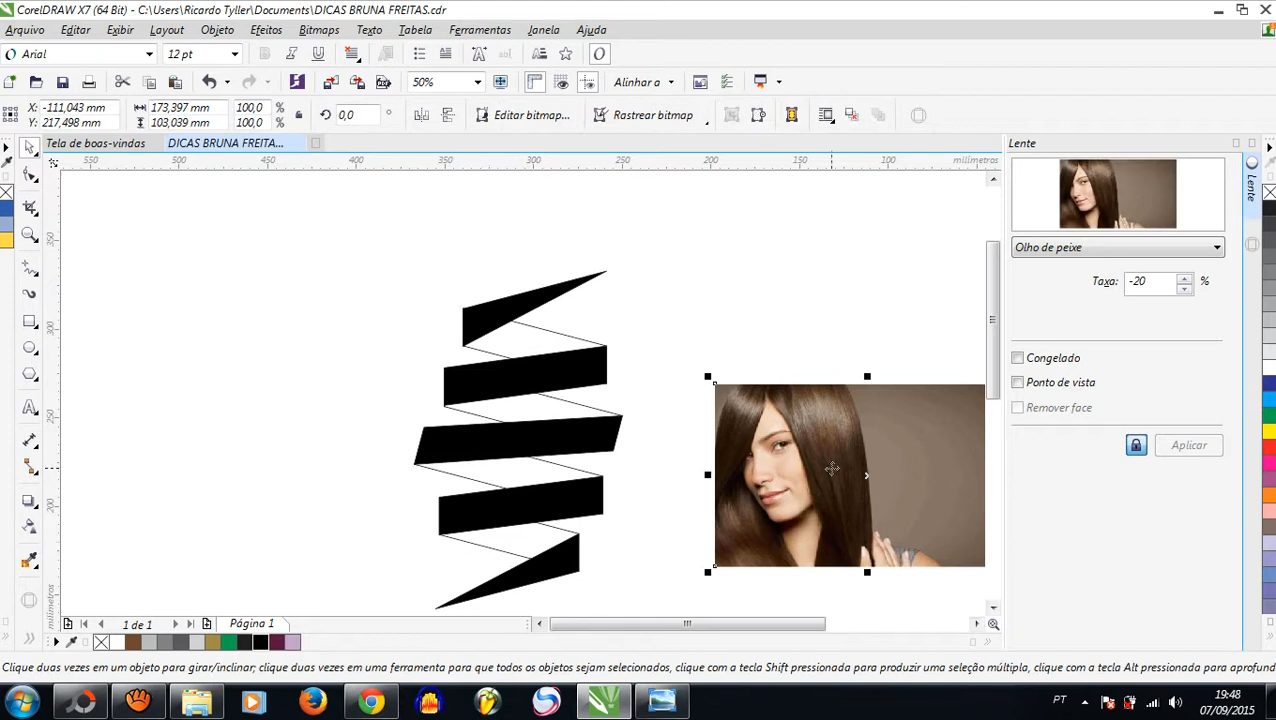 CorelDRAW X7 (64 Bit) - C:\Users\Ricardo Tyller\Documents\DICAS BRUNA FREITAS.cdr
Arquivo Editar Exibir Layout Objeto Efeitos Bitmaps Texto Tabela Ferramentas Janela Ajuda
Arial 12 pt B I U ab| O
50% Alinhar a
X: -111,043 mm 173,397 mm 100,0 %
Y: 217,498 mm 103,039 mm 100,0 %
0,0 ° Editar bitmap... Rastrear bitmap
Tela de boas-vindas DICAS BRUNA FREITA...
550 500 450 400 350 300 250 200 150 100 milímetros
350
300
250
200
milímetros
Lente
Lente
Olho de peixe
Taxa: -20 %
Congelado
Ponto de vista
Remover face
Aplicar
1 de 1 Página 1
Clique duas vezes em um objeto para girar/inclinar; clique duas vezes em uma ferramenta para que todos os objetos sejam selecionados, clique com a tecla Shift pressionada para produzir uma seleção múltipla, clique com a tecla Alt pressionada para aprofund
PT
19:48
07/09/2015